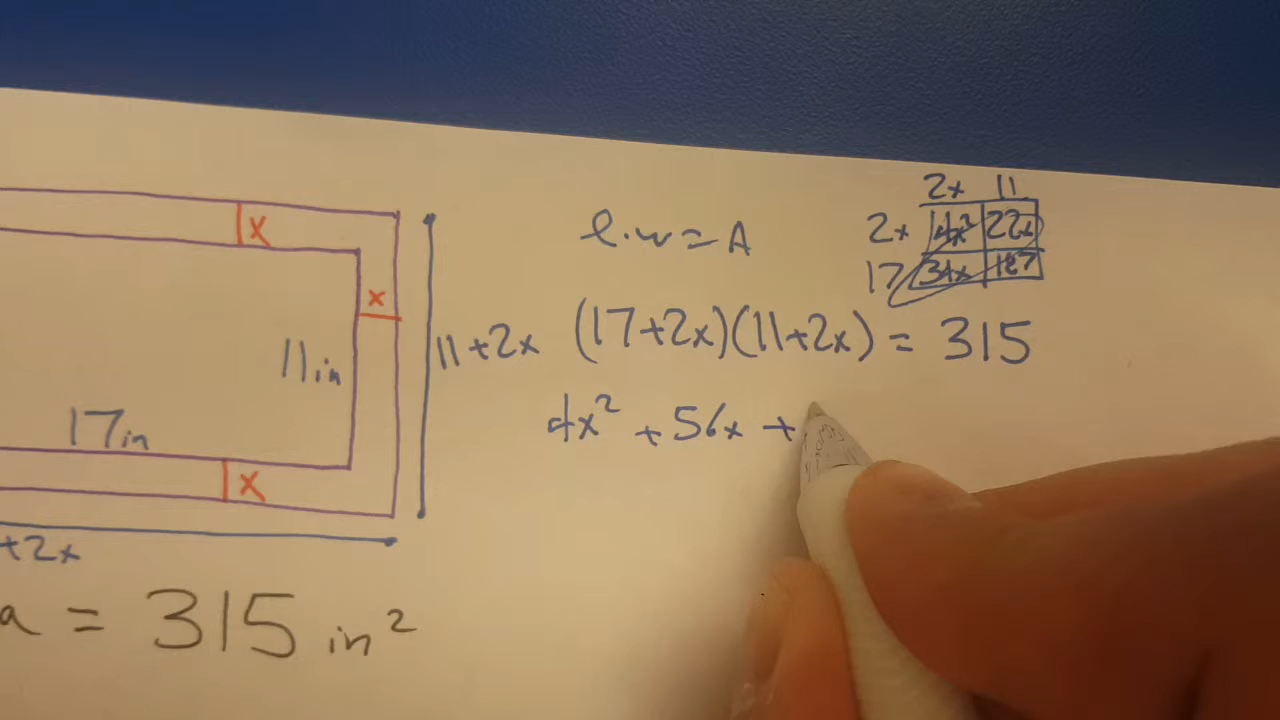 2x 11
l·w = A
2x 4x² 22x
17 34x 187
x
x
11+2x
(17+2x)(11+2x) = 315
11in
17in
4x² + 56x +
x
+2x
a = 315 in²